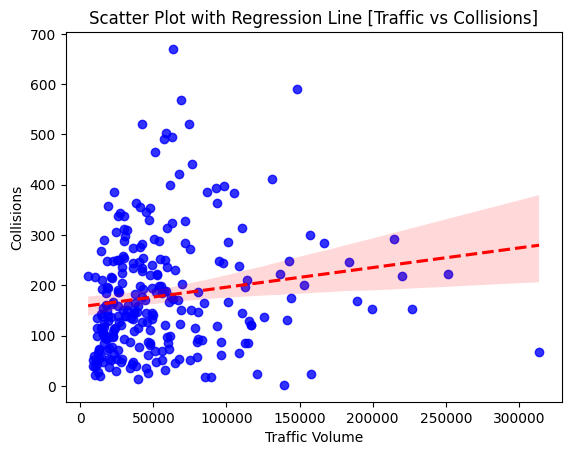 Scatter Plot with Regression Line [Traffic vs Collisions]
700
600
500
400
300
200
100
0
Collisions
0 50000 100000 150000 200000 250000 300000
Traffic Volume